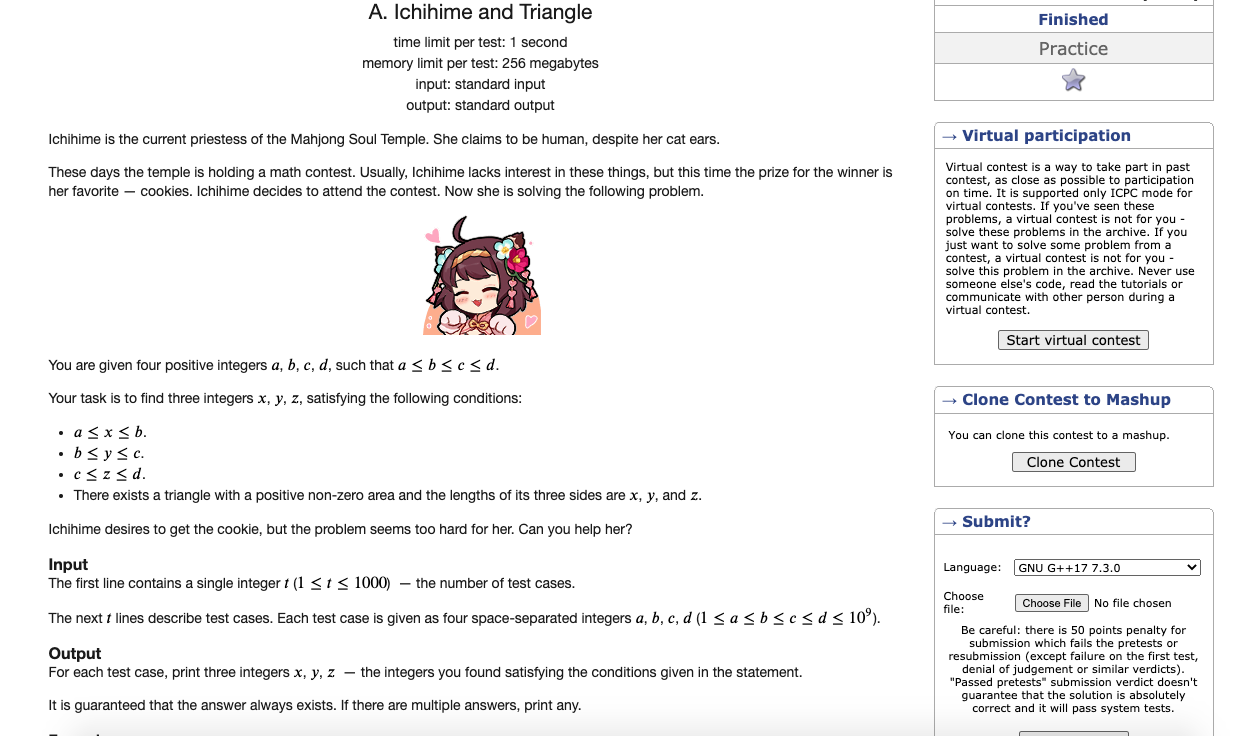 A. Ichihime and Triangle
time limit per test: 1 second
memory limit per test: 256 megabytes
input: standard input
output: standard output
Ichihime is the current priestess of the Mahjong Soul Temple. She claims to be human, despite her cat ears.
These days the temple is holding a math contest. Usually, Ichihime lacks interest in these things, but this time the prize for the winner is
her favorite — cookies. Ichihime decides to attend the contest. Now she is solving the following problem.
You are given four positive integers a, b, c, d, such that a ≤ b ≤ c ≤ d.
Your task is to find three integers x, y, z, satisfying the following conditions:
• a ≤ x ≤ b.
• b ≤ y ≤ c.
• c ≤ z ≤ d.
• There exists a triangle with a positive non-zero area and the lengths of its three sides are x, y, and z.
Ichihime desires to get the cookie, but the problem seems too hard for her. Can you help her?
Input
The first line contains a single integer t (1 ≤ t ≤ 1000) — the number of test cases.
The next t lines describe test cases. Each test case is given as four space-separated integers a, b, c, d (1 ≤ a ≤ b ≤ c ≤ d ≤ 10⁹).
Output
For each test case, print three integers x, y, z — the integers you found satisfying the conditions given in the statement.
It is guaranteed that the answer always exists. If there are multiple answers, print any.
Finished
Practice
→ Virtual participation
Virtual contest is a way to take part in past
contest, as close as possible to participation
on time. It is supported only ICPC mode for
virtual contests. If you've seen these
problems, a virtual contest is not for you -
solve these problems in the archive. If you
just want to solve some problem from a
contest, a virtual contest is not for you -
solve this problem in the archive. Never use
someone else's code, read the tutorials or
communicate with other person during a
virtual contest.
Start virtual contest
→ Clone Contest to Mashup
You can clone this contest to a mashup.
Clone Contest
→ Submit?
Language: GNU G++17 7.3.0
Choose
file: Choose File No file chosen
Be careful: there is 50 points penalty for
submission which fails the pretests or
resubmission (except failure on the first test,
denial of judgement or similar verdicts).
"Passed pretests" submission verdict doesn't
guarantee that the solution is absolutely
correct and it will pass system tests.